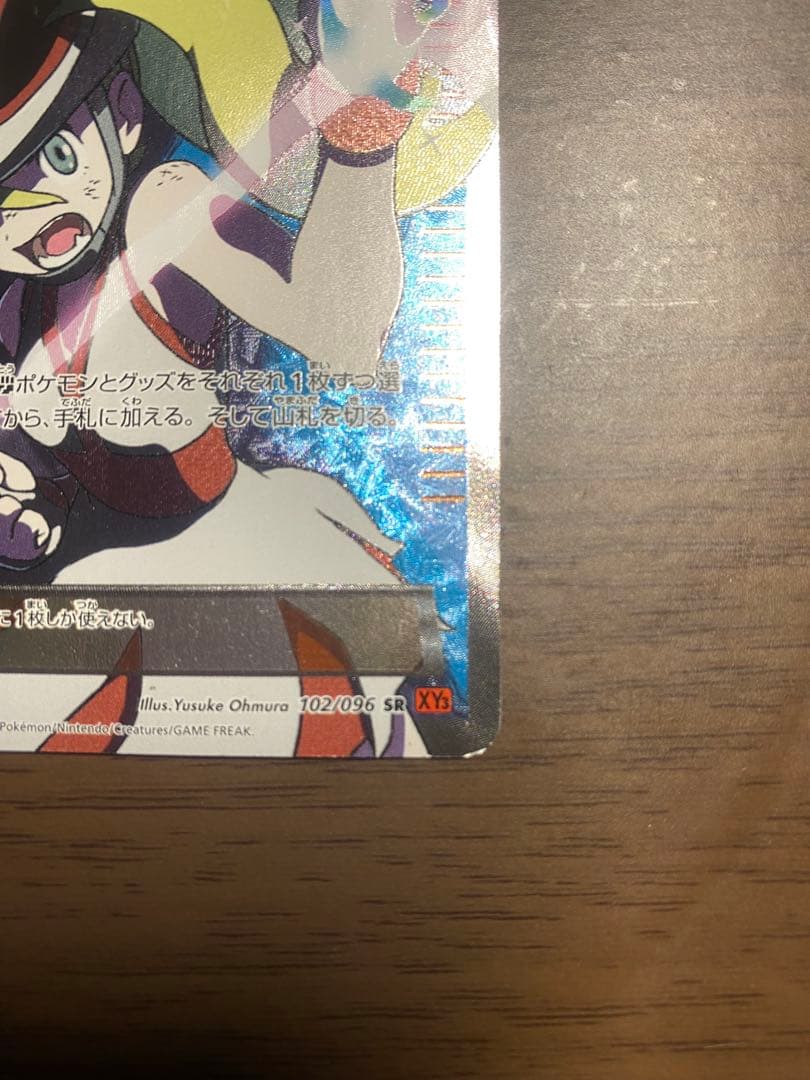 ポケモンとグッズをそれぞれ1枚ずつ選
から、手札に加える。そして山札を切る。
に1枚しか使えない。
Illus.Yusuke Ohmura 102/096 SR XY3
Pokémon/Nintendo/Creatures/GAME FREAK.